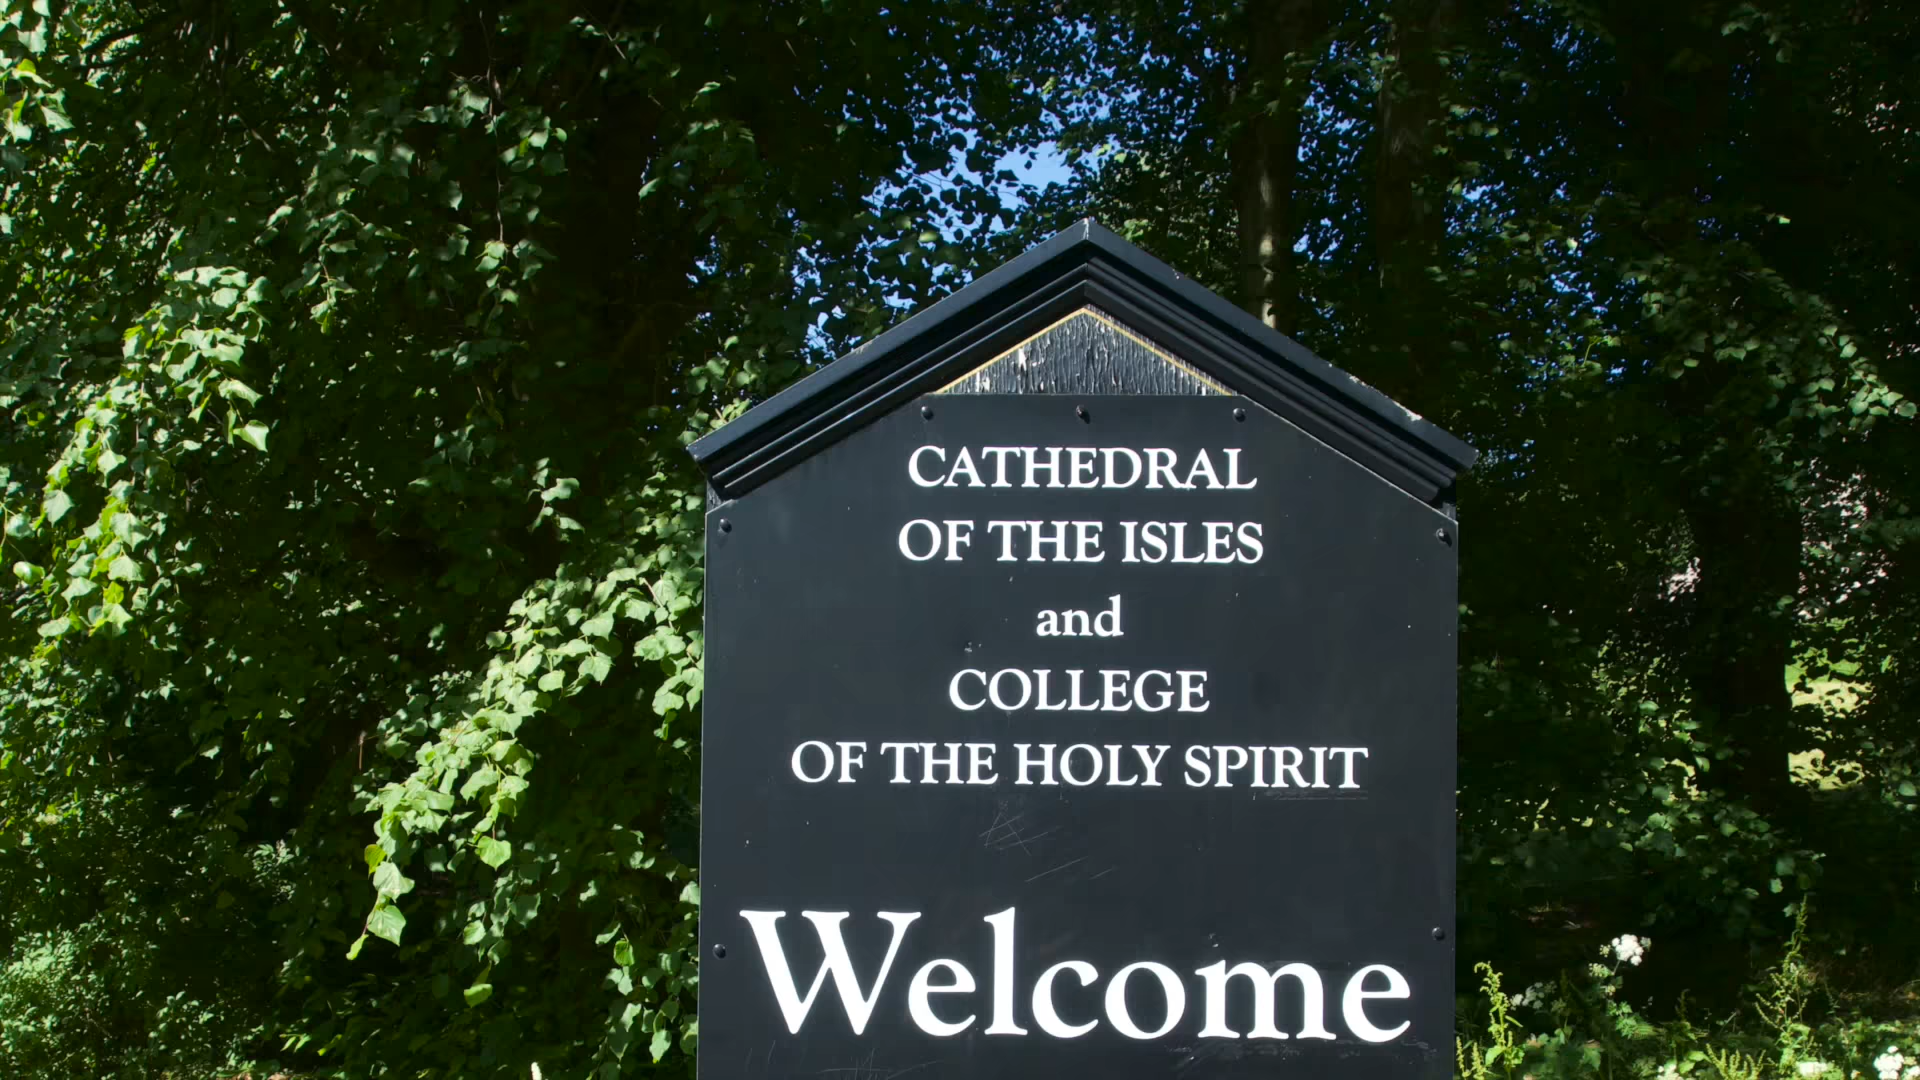 CATHEDRAL
OF THE ISLES
and
COLLEGE
OF THE HOLY SPIRIT
Welcome